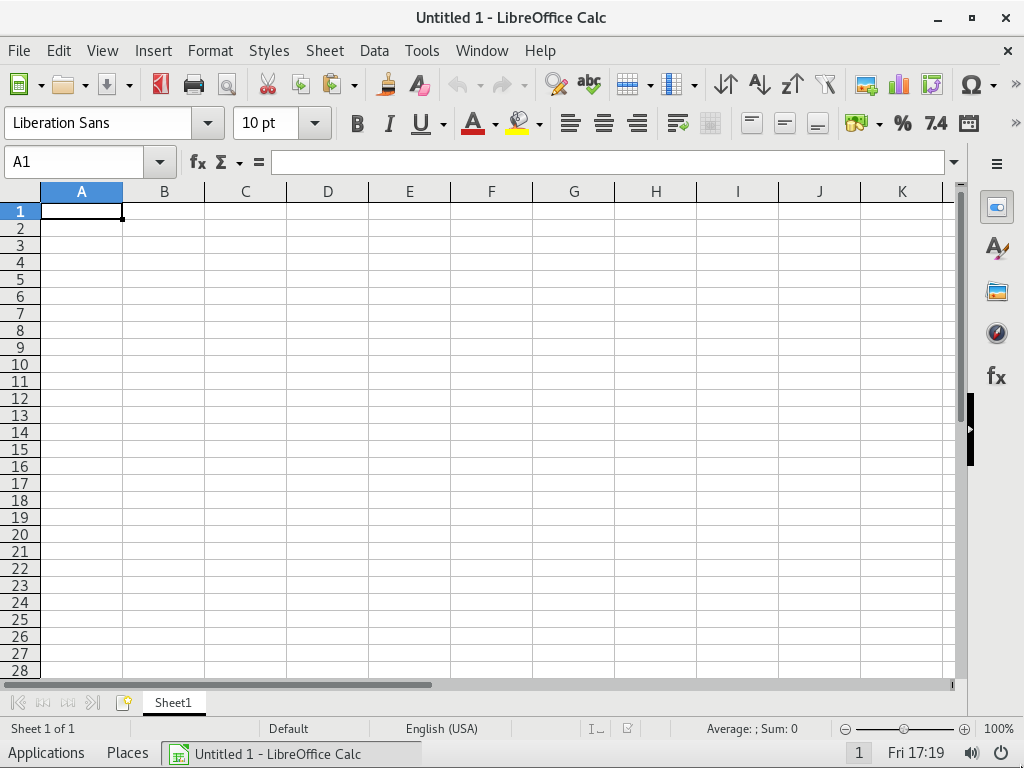 Untitled 1 - LibreOffice Calc
File Edit View Insert Format Styles Sheet Data Tools Window Help
abc Ω
Liberation Sans 10 pt B I U A % 7.4
A1 fx Σ =
A B C D E F G H I J K
1
2
3
4
5
6
7
8
9
10
11
12
13
14
15
16
17
18
19
20
21
22
23
24
25
26
27
28
fx
Sheet1
Sheet 1 of 1 Default English (USA) Average: ; Sum: 0 100%
Applications Places Untitled 1 - LibreOffice Calc 1 Fri 17:19